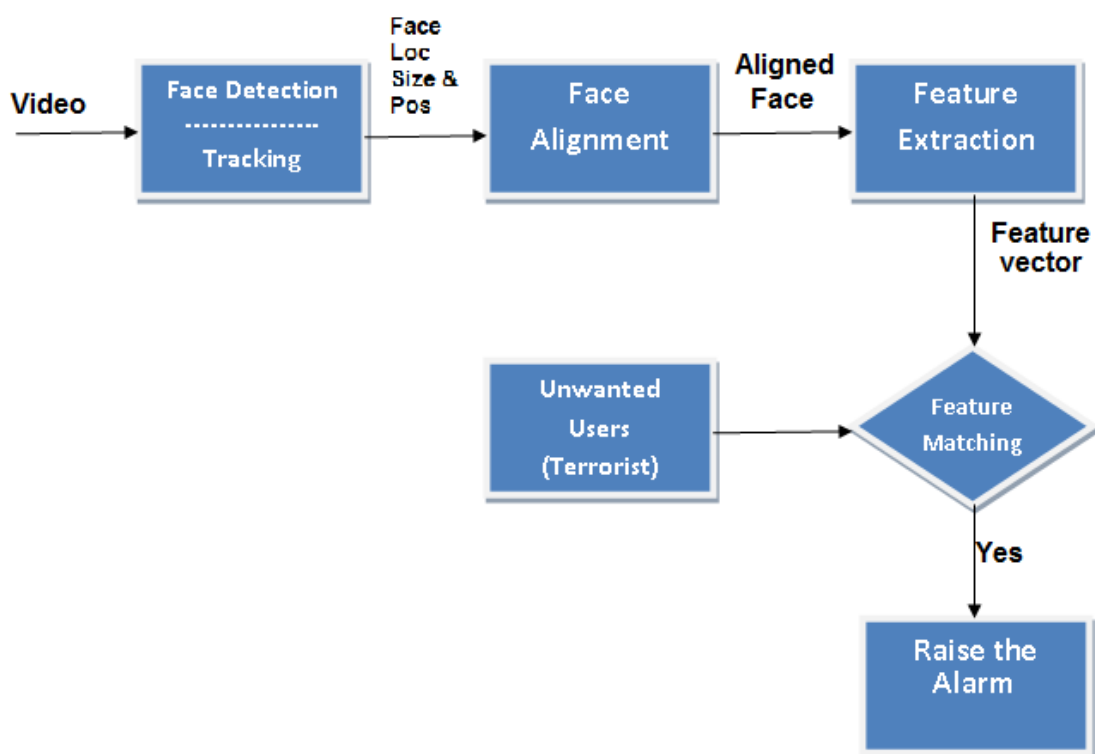 Video
Face Detection
----------------
Tracking
Face
Loc
Size &
Pos
Face
Alignment
Aligned
Face
Feature
Extraction
Feature
vector
Unwanted
Users
(Terrorist)
Feature
Matching
Yes
Raise the
Alarm